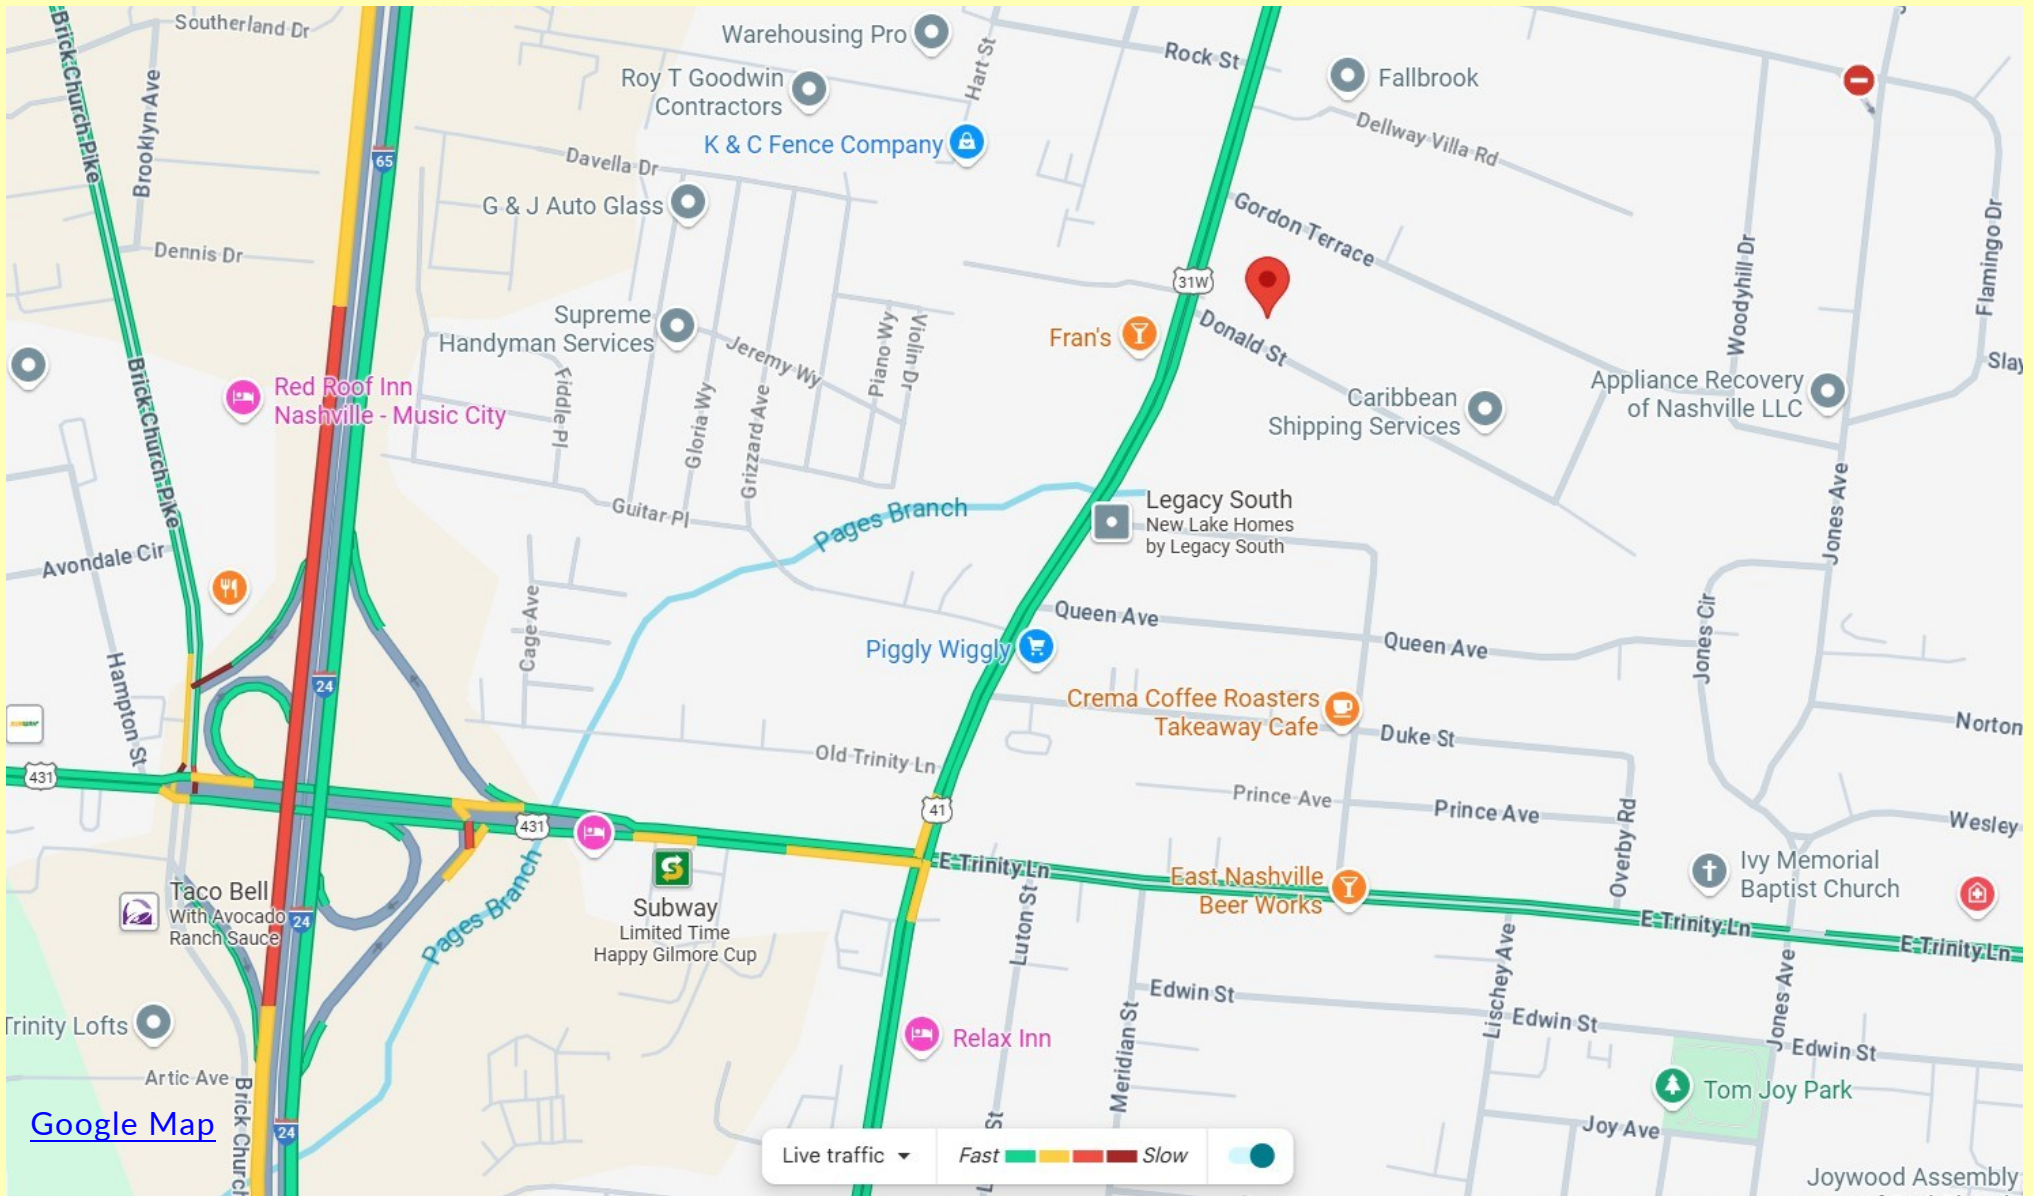 Southerland Dr
Brick Church Pike
Brooklyn Ave
Dennis Dr
65
Warehousing Pro
Roy T Goodwin
Contractors
Hart St
K & C Fence Company
Davella Dr
G & J Auto Glass
Rock St
Fallbrook
Dellway Villa Rd
Gordon Terrace
31W
Donald St
Fran's
Woodyhill Dr
Flamingo Dr
Slay
Supreme
Handyman Services
Jeremy Wy
Piano Wy
Violin Dr
Fiddle Pl
Gloria Wy
Grizzard Ave
Guitar Pl
Red Roof Inn
Nashville - Music City
Brick Church Pike
Caribbean
Shipping Services
Appliance Recovery
of Nashville LLC
Jones Ave
Pages Branch
Legacy South
New Lake Homes
by Legacy South
Avondale Cir
Hampton St
Cage Ave
Queen Ave
Queen Ave
Jones Cir
Piggly Wiggly
24
Crema Coffee Roasters
Takeaway Cafe
Duke St
Norton
Old Trinity Ln
431
41
431
Prince Ave
Prince Ave
Overby Rd
Wesley
E Trinity Ln
East Nashville
Beer Works
Ivy Memorial
Baptist Church
E Trinity Ln
E Trinity Ln
Taco Bell
With Avocado
Ranch Sauce
24
Pages Branch
Subway
Limited Time
Happy Gilmore Cup
Luton St
Lischey Ave
Jones Ave
Edwin St
Edwin St
Edwin St
Meridian St
Trinity Lofts
Relax Inn
Artic Ave
Brick Church
Tom Joy Park
Joy Ave
Google Map
24
St
Live traffic
Fast
Slow
Joywood Assembly